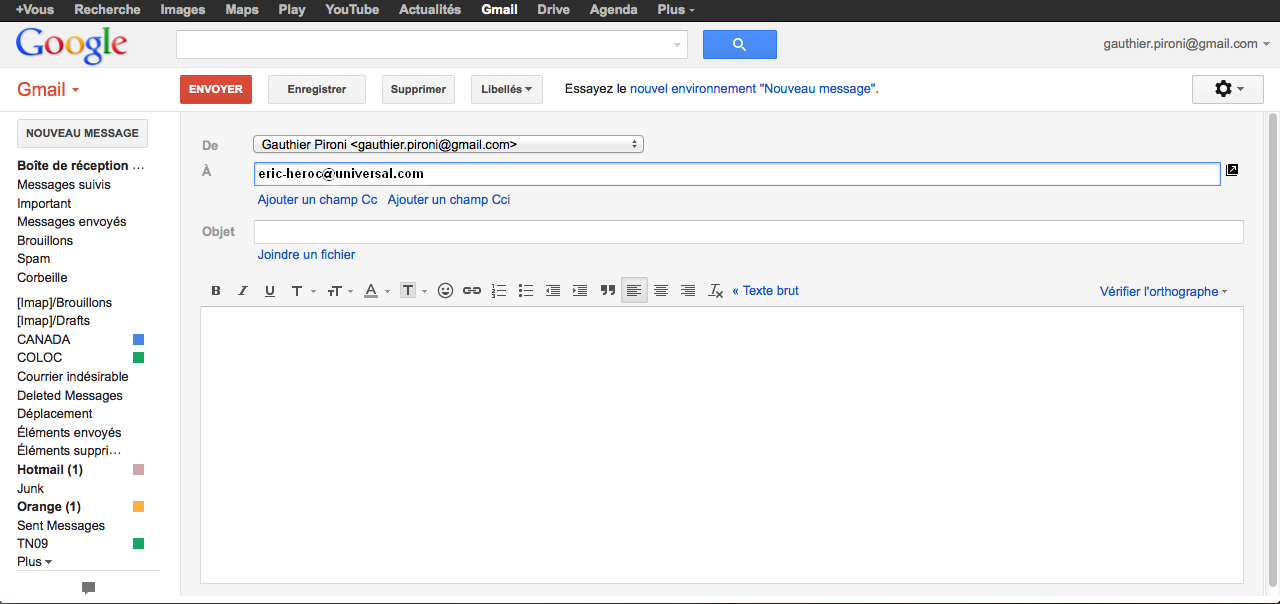 +Vous Recherche Images Maps Play YouTube Actualités Gmail Drive Agenda Plus
Google
gauthier.pironi@gmail.com
Gmail
ENVOYER Enregistrer Supprimer Libellés Essayez le nouvel environnement "Nouveau message".
NOUVEAU MESSAGE
Boîte de réception ...
Messages suivis
Important
Messages envoyés
Brouillons
Spam
Corbeille
[Imap]/Brouillons
[Imap]/Drafts
CANADA
COLOC
Courrier indésirable
Deleted Messages
Déplacement
Éléments envoyés
Éléments suppri...
Hotmail (1)
Junk
Orange (1)
Sent Messages
TN09
Plus
De Gauthier Pironi <gauthier.pironi@gmail.com>
À eric-heroc@universal.com
Ajouter un champ Cc Ajouter un champ Cci
Objet
Joindre un fichier
B I U T тT A T « Texte brut Vérifier l'orthographe